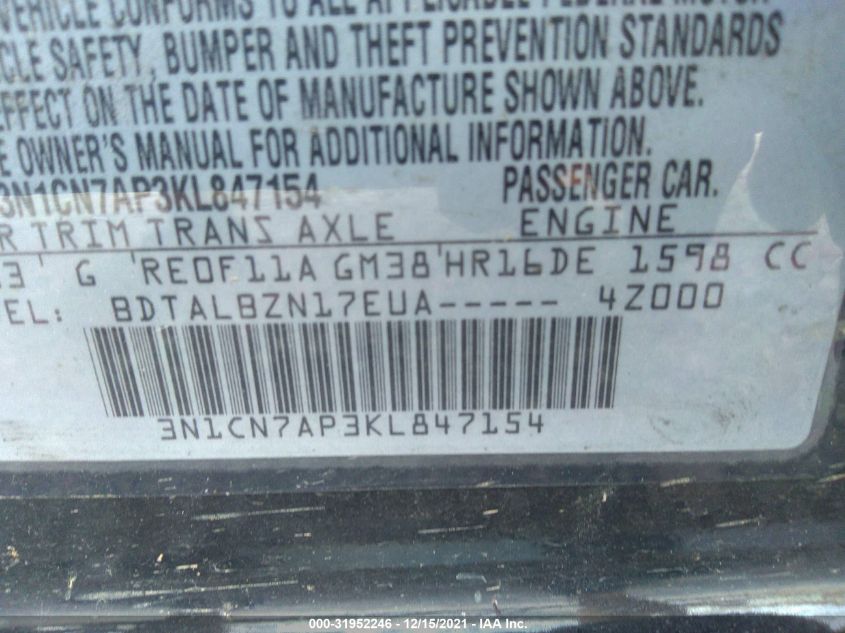 VEHICLE CONFORMS TO ALL APPLICABLE FEDERAL MOTOR
SAFETY, BUMPER AND THEFT PREVENTION STANDARDS
EFFECT ON THE DATE OF MANUFACTURE SHOWN ABOVE.
OWNER'S MANUAL FOR ADDITIONAL INFORMATION.
3N1CN7AP3KL847154 PASSENGER CAR.
R TRIM TRANS AXLE ENGINE
3 G RE0F11A GM38 HR16DE 1598 CC
EL: BDTALBZN17EUA----- 4Z000
3N1CN7AP3KL847154
000-31952246 - 12/15/2021 - IAA Inc.